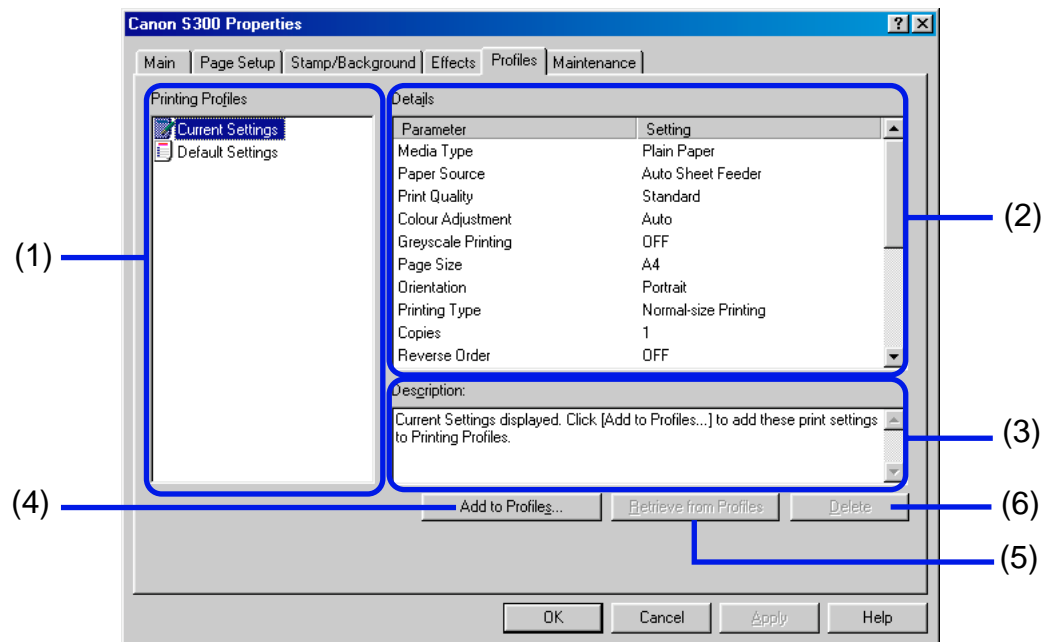 Canon S300 Properties
Main Page Setup Stamp/Background Effects Profiles Maintenance
Printing Profiles
Current Settings
Default Settings
Details
Parameter Setting
Media Type Plain Paper
Paper Source Auto Sheet Feeder
Print Quality Standard
Colour Adjustment Auto
Greyscale Printing OFF
Page Size A4
Orientation Portrait
Printing Type Normal-size Printing
Copies 1
Reverse Order OFF
Description:
Current Settings displayed. Click [Add to Profiles...] to add these print settings
to Printing Profiles.
Add to Profiles... Retrieve from Profiles Delete
OK Cancel Apply Help
(1)
(2)
(3)
(4)
(6)
(5)